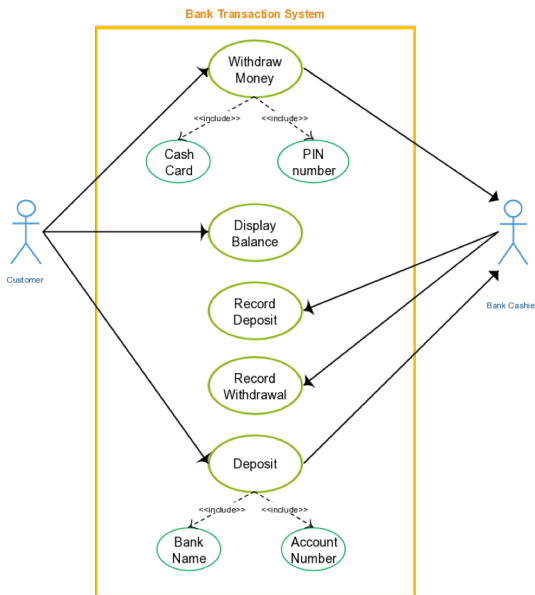 Bank Transaction System
Withdraw
Money
<<include>>
<<include>>
Cash
Card
PIN
number
Display
Balance
Customer
Bank Cashie
Record
Deposit
Record
Withdrawal
Deposit
<<include>>
<<include>>
Bank
Name
Account
Number